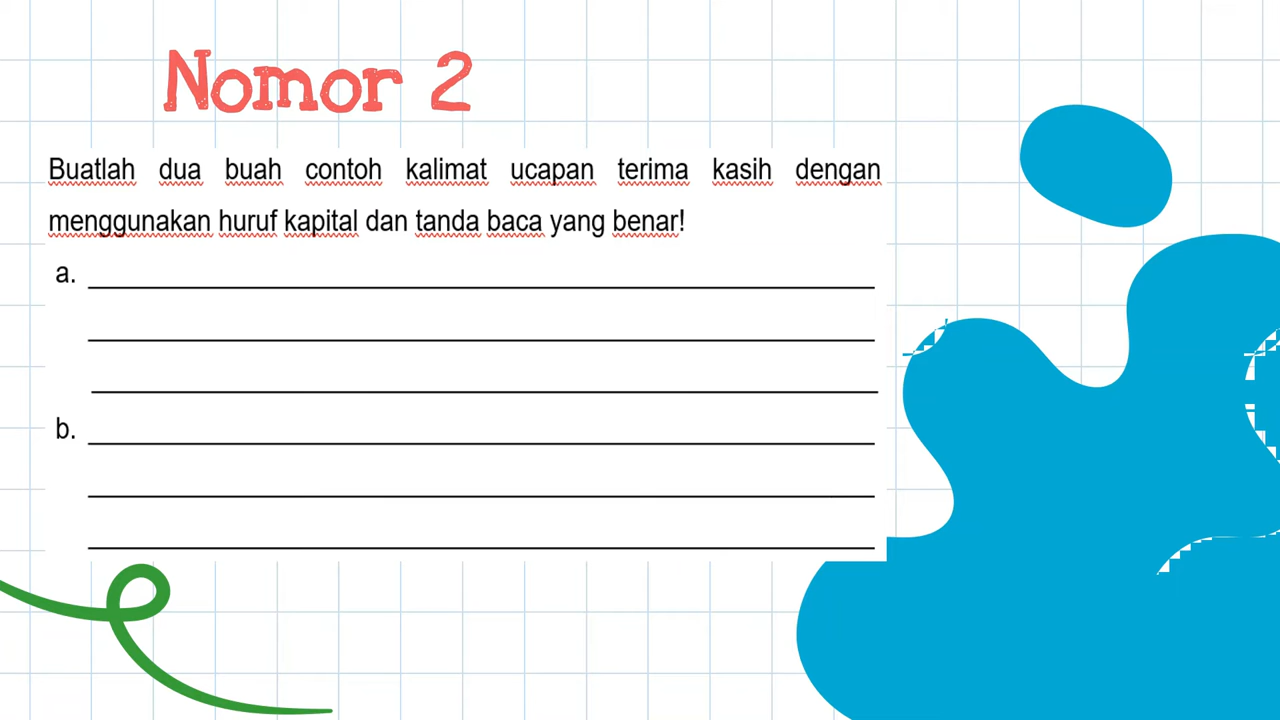 Nomor 2
Buatlah dua buah contoh kalimat ucapan terima kasih dengan
menggunakan huruf kapital dan tanda baca yang benar!
a.
b.